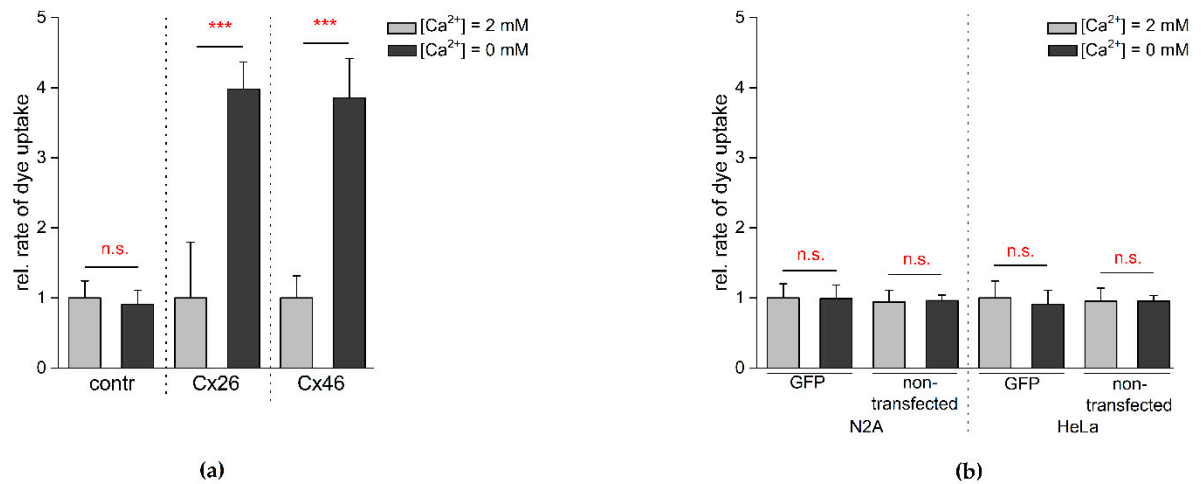 5
4
3
2
1
0
rel. rate of dye uptake
[Ca²⁺] = 2 mM
[Ca²⁺] = 0 mM
n.s.
***
***
contr
Cx26
Cx46
(a)
5
4
3
2
1
0
rel. rate of dye uptake
[Ca²⁺] = 2 mM
[Ca²⁺] = 0 mM
n.s.
n.s.
n.s.
n.s.
GFP
non-
transfected
GFP
non-
transfected
N2A
HeLa
(b)